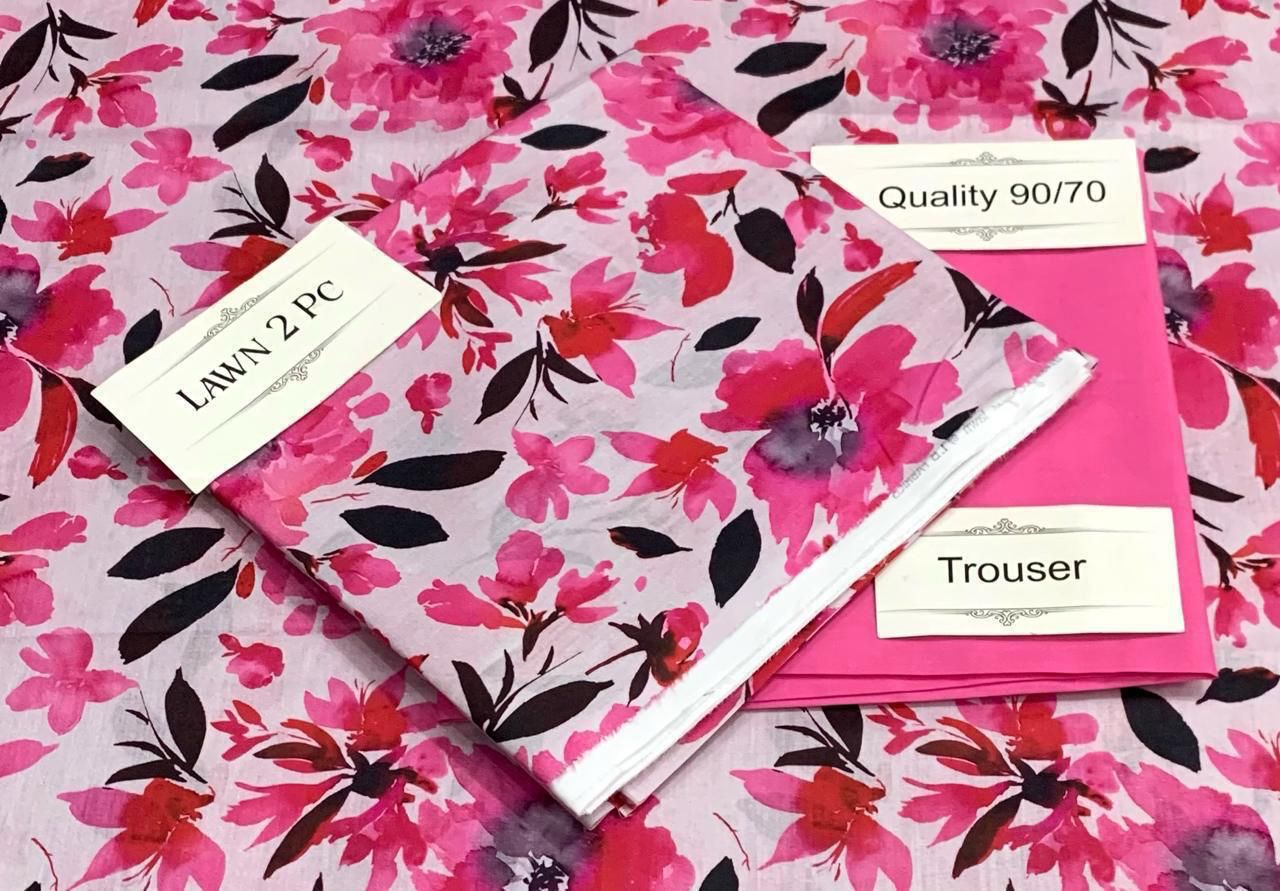 LAWN 2 PC
Quality 90/70
Trouser